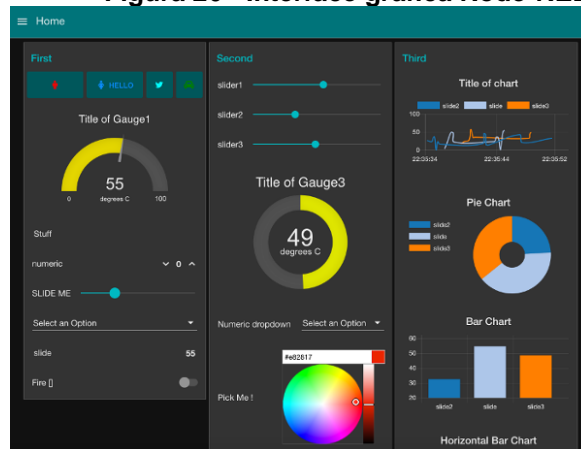 Home
First
HELLO
Title of Gauge1
55
degrees C
0
100
Stuff
numeric
0
SLIDE ME
Select an Option
slide
55
Fire []
Second
slider1
slider2
slider3
Title of Gauge3
49
degrees C
Numeric dropdown
Select an Option
#e82817
Pick Me !
Third
Title of chart
slide2
slide
slide3
100
50
0
22:35:34
22:35:44
22:35:52
Pie Chart
slide2
slide
slide3
Bar Chart
60
50
40
30
20
slide2
slide
slide3
Horizontal Bar Chart